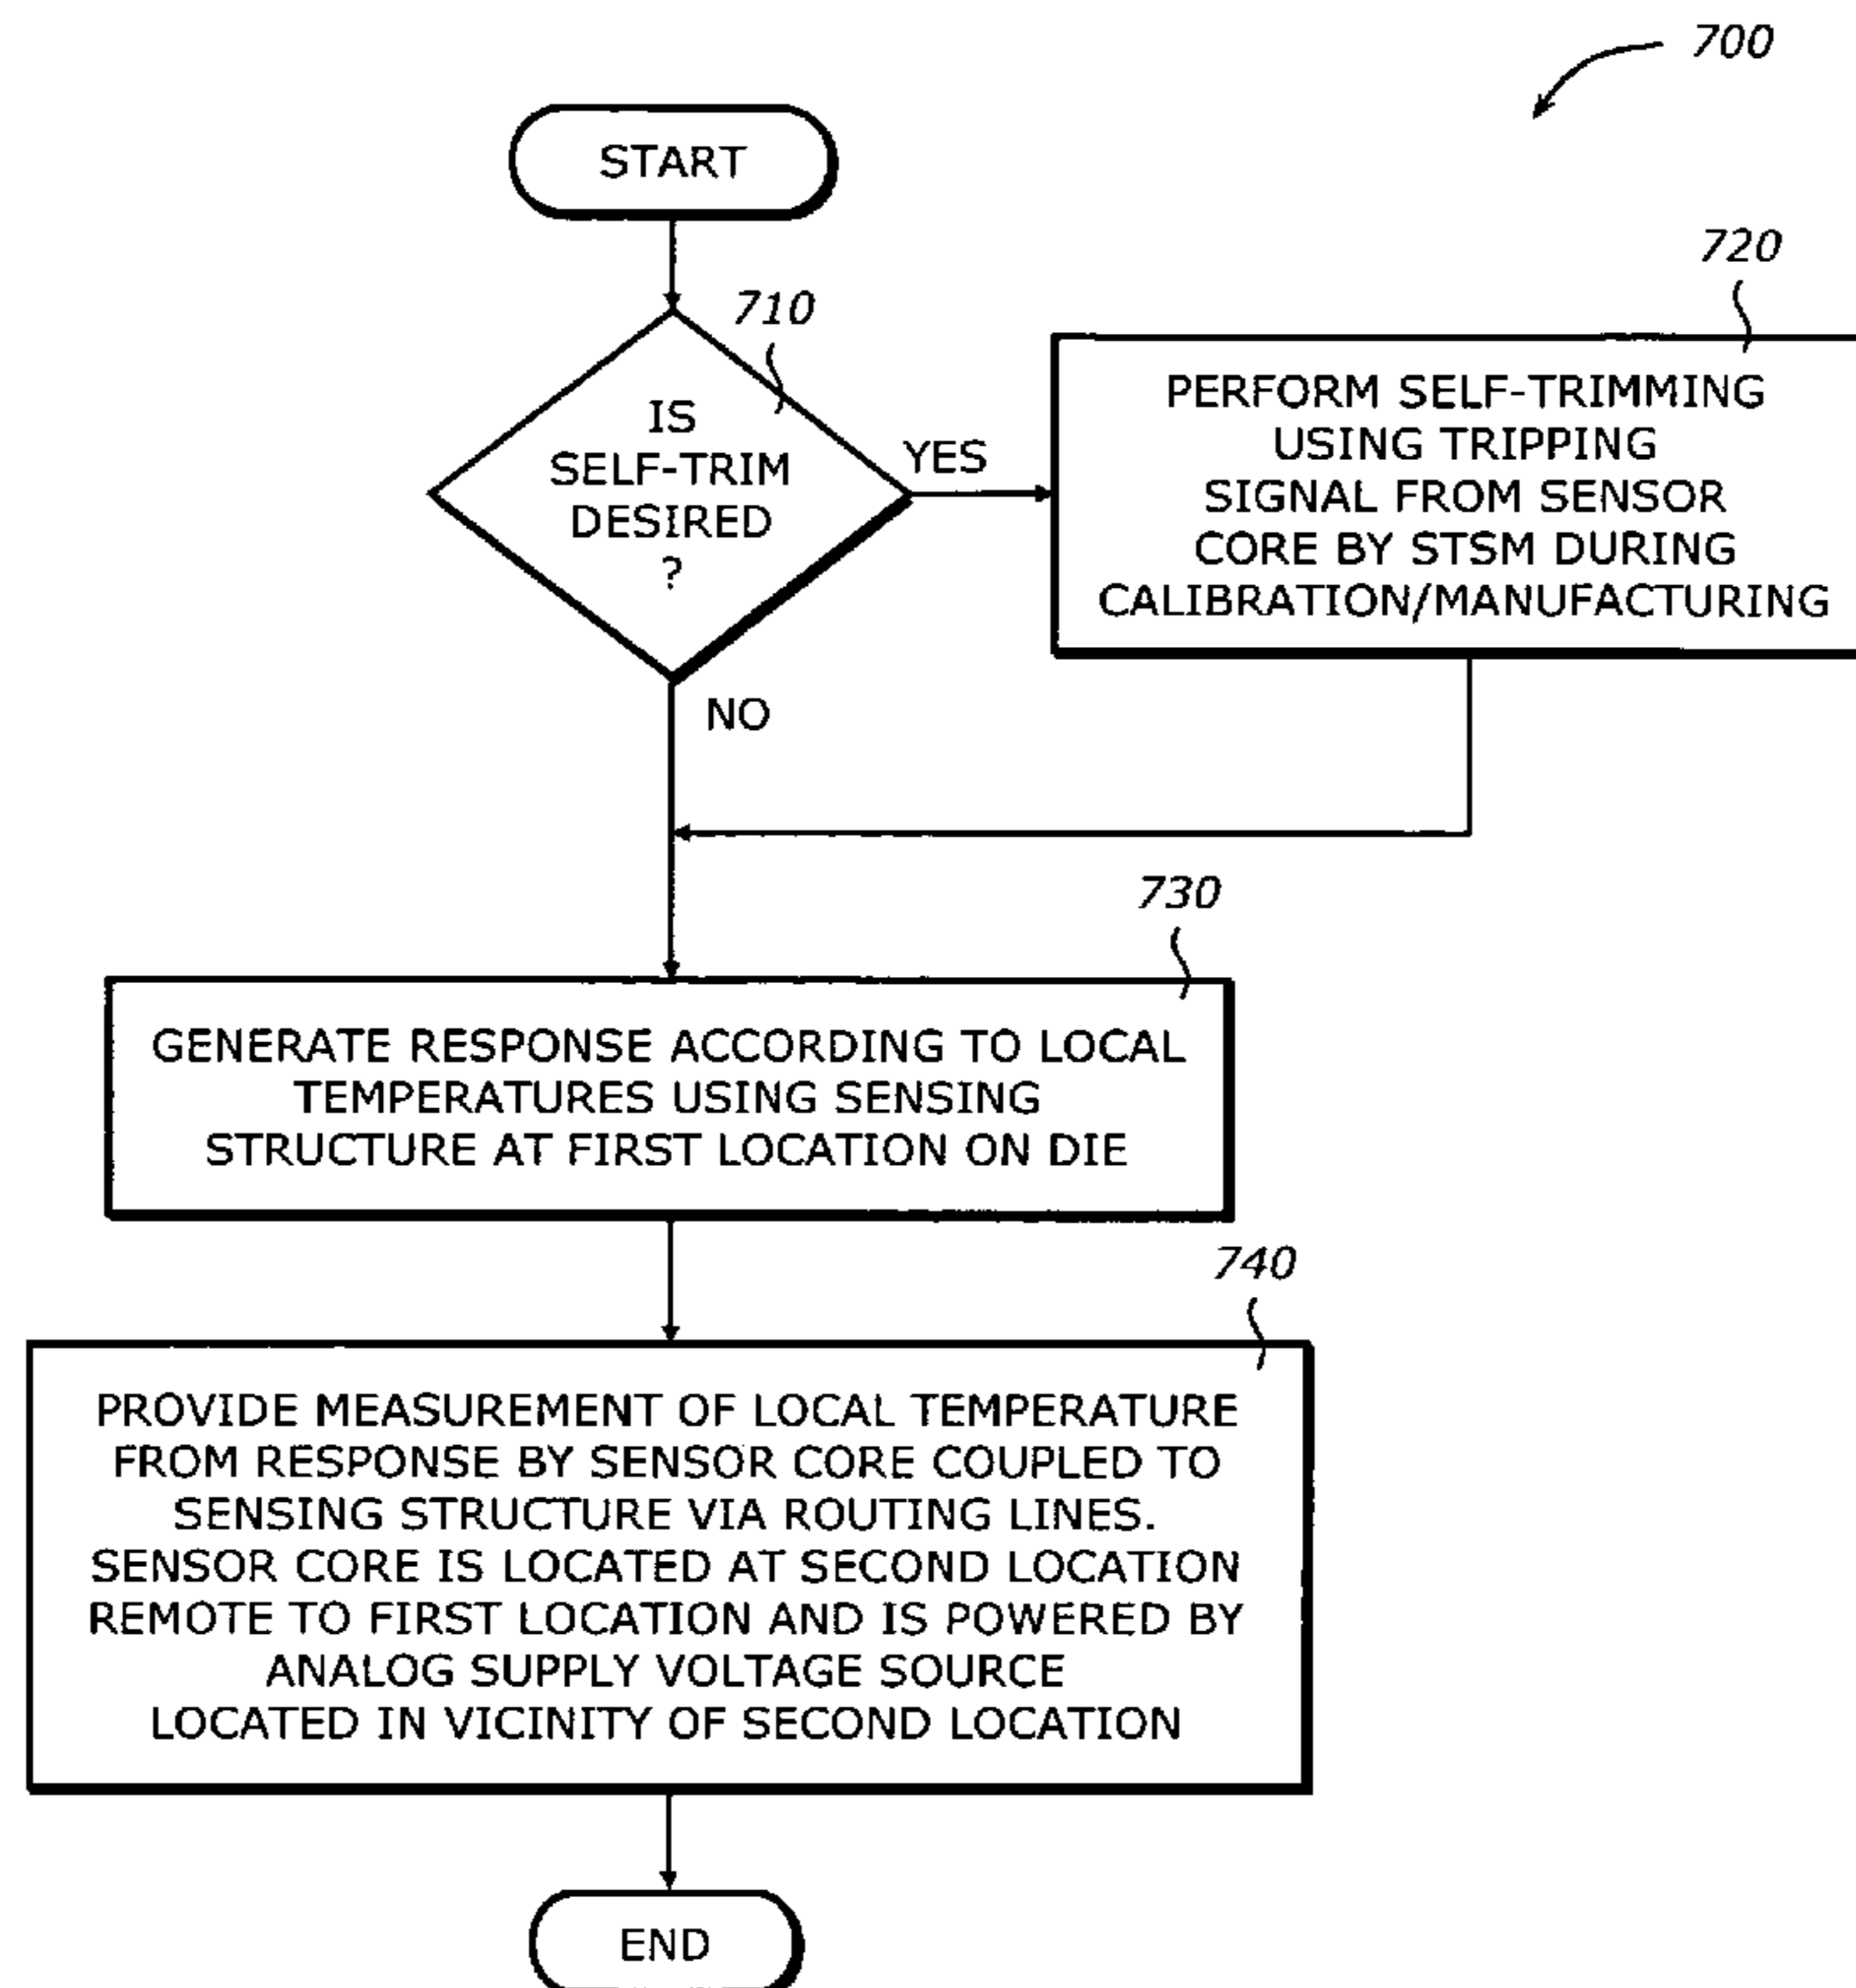 700
START
710
IS
SELF-TRIM
DESIRED
?
YES
720
PERFORM SELF-TRIMMING
USING TRIPPING
SIGNAL FROM SENSOR
CORE BY STSM DURING
CALIBRATION/MANUFACTURING
NO
730
GENERATE RESPONSE ACCORDING TO LOCAL
TEMPERATURES USING SENSING
STRUCTURE AT FIRST LOCATION ON DIE
740
PROVIDE MEASUREMENT OF LOCAL TEMPERATURE
FROM RESPONSE BY SENSOR CORE COUPLED TO
SENSING STRUCTURE VIA ROUTING LINES.
SENSOR CORE IS LOCATED AT SECOND LOCATION
REMOTE TO FIRST LOCATION AND IS POWERED BY
ANALOG SUPPLY VOLTAGE SOURCE
LOCATED IN VICINITY OF SECOND LOCATION
END